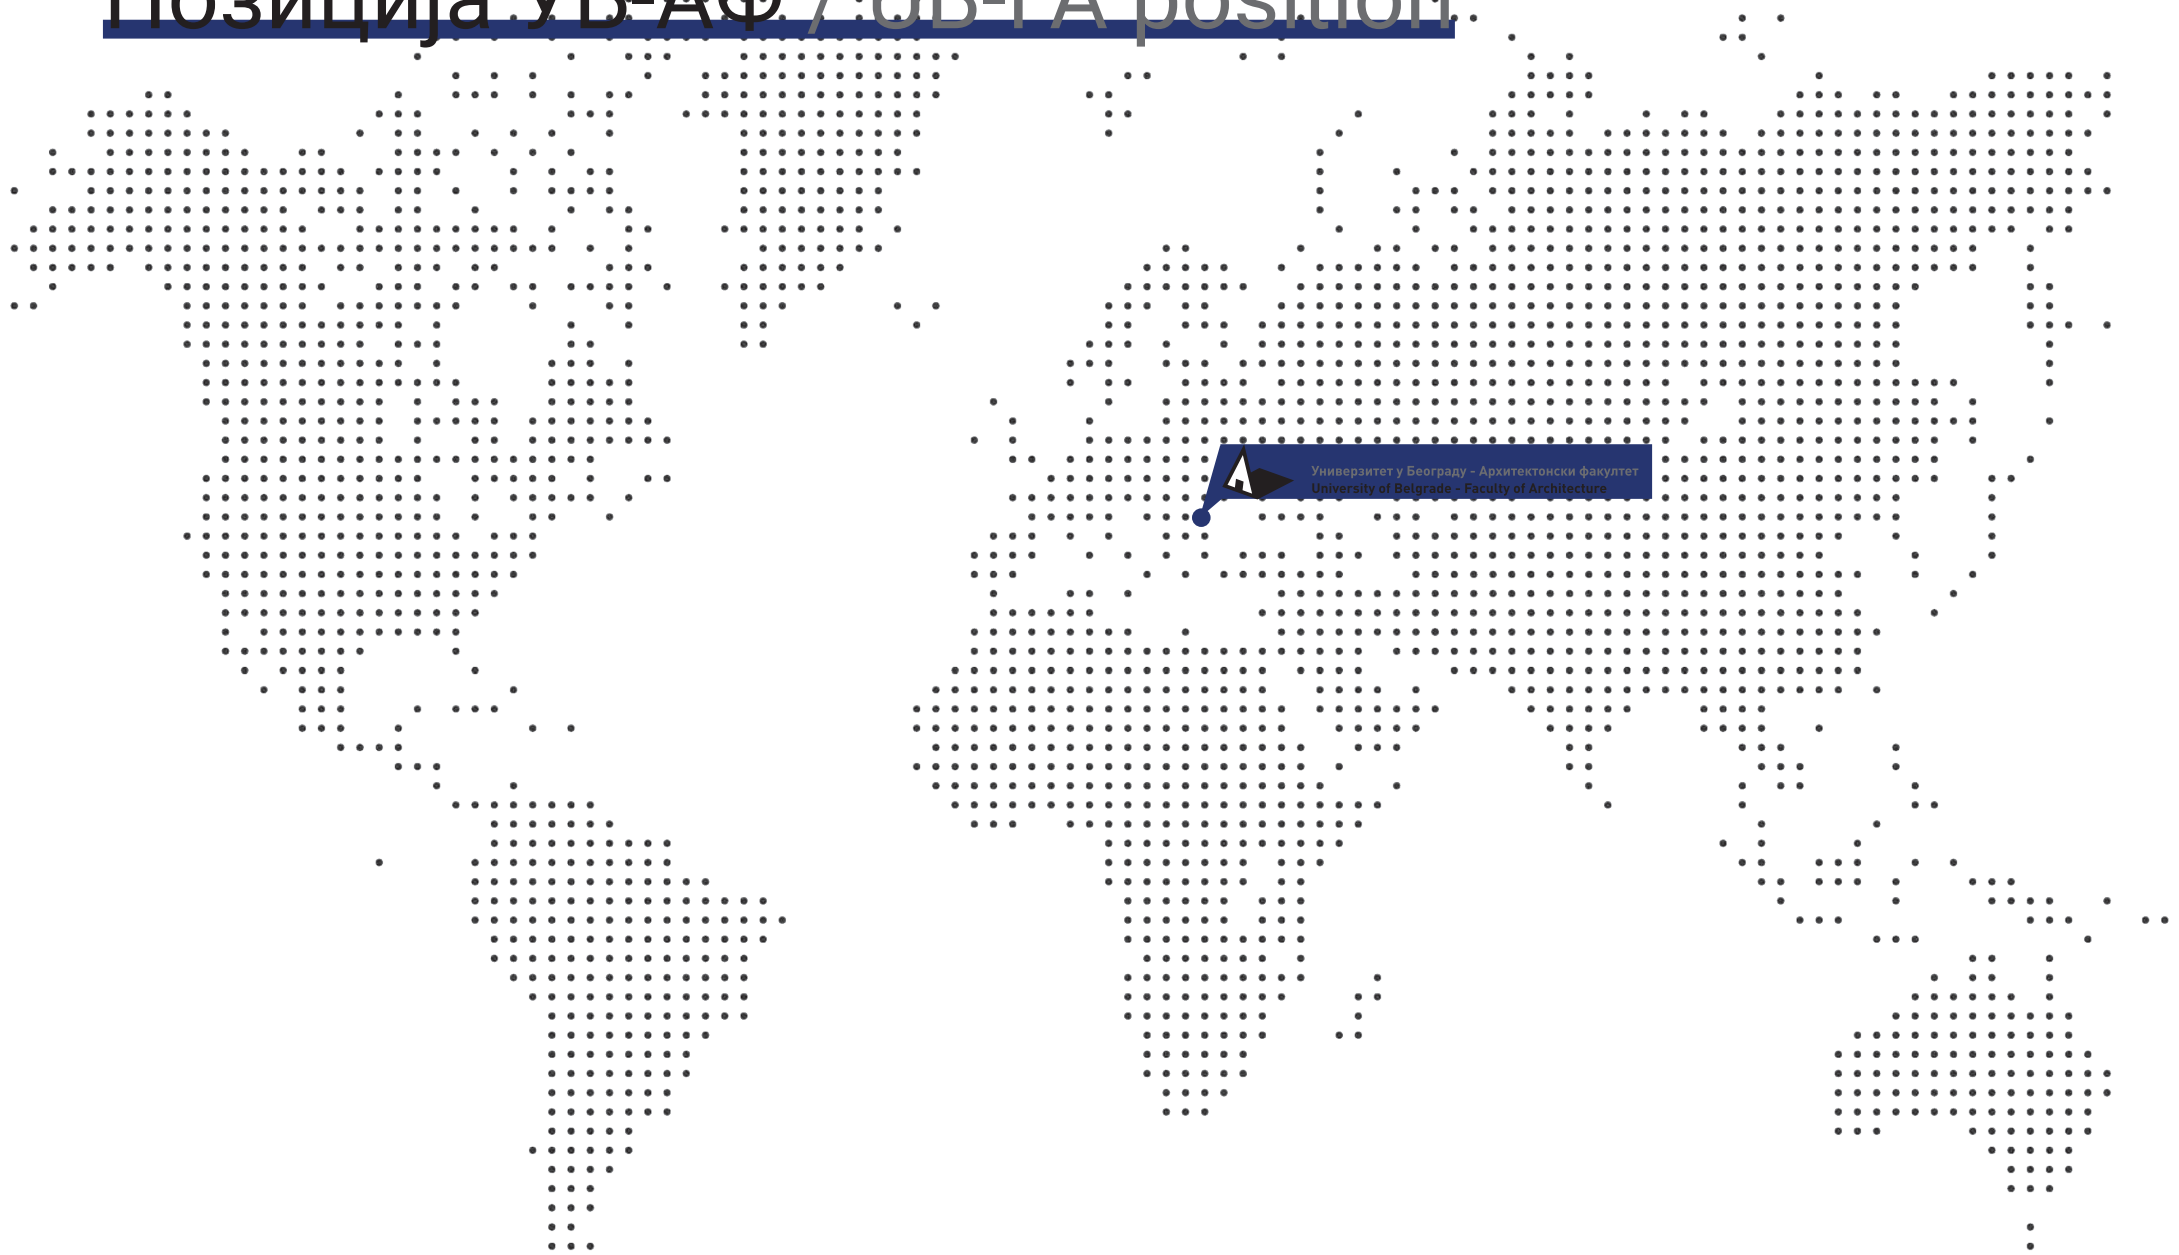 Позиција УБ-АФ / UB-FA position
Универзитет у Београду - Архитектонски факултет
University of Belgrade - Faculty of Architecture